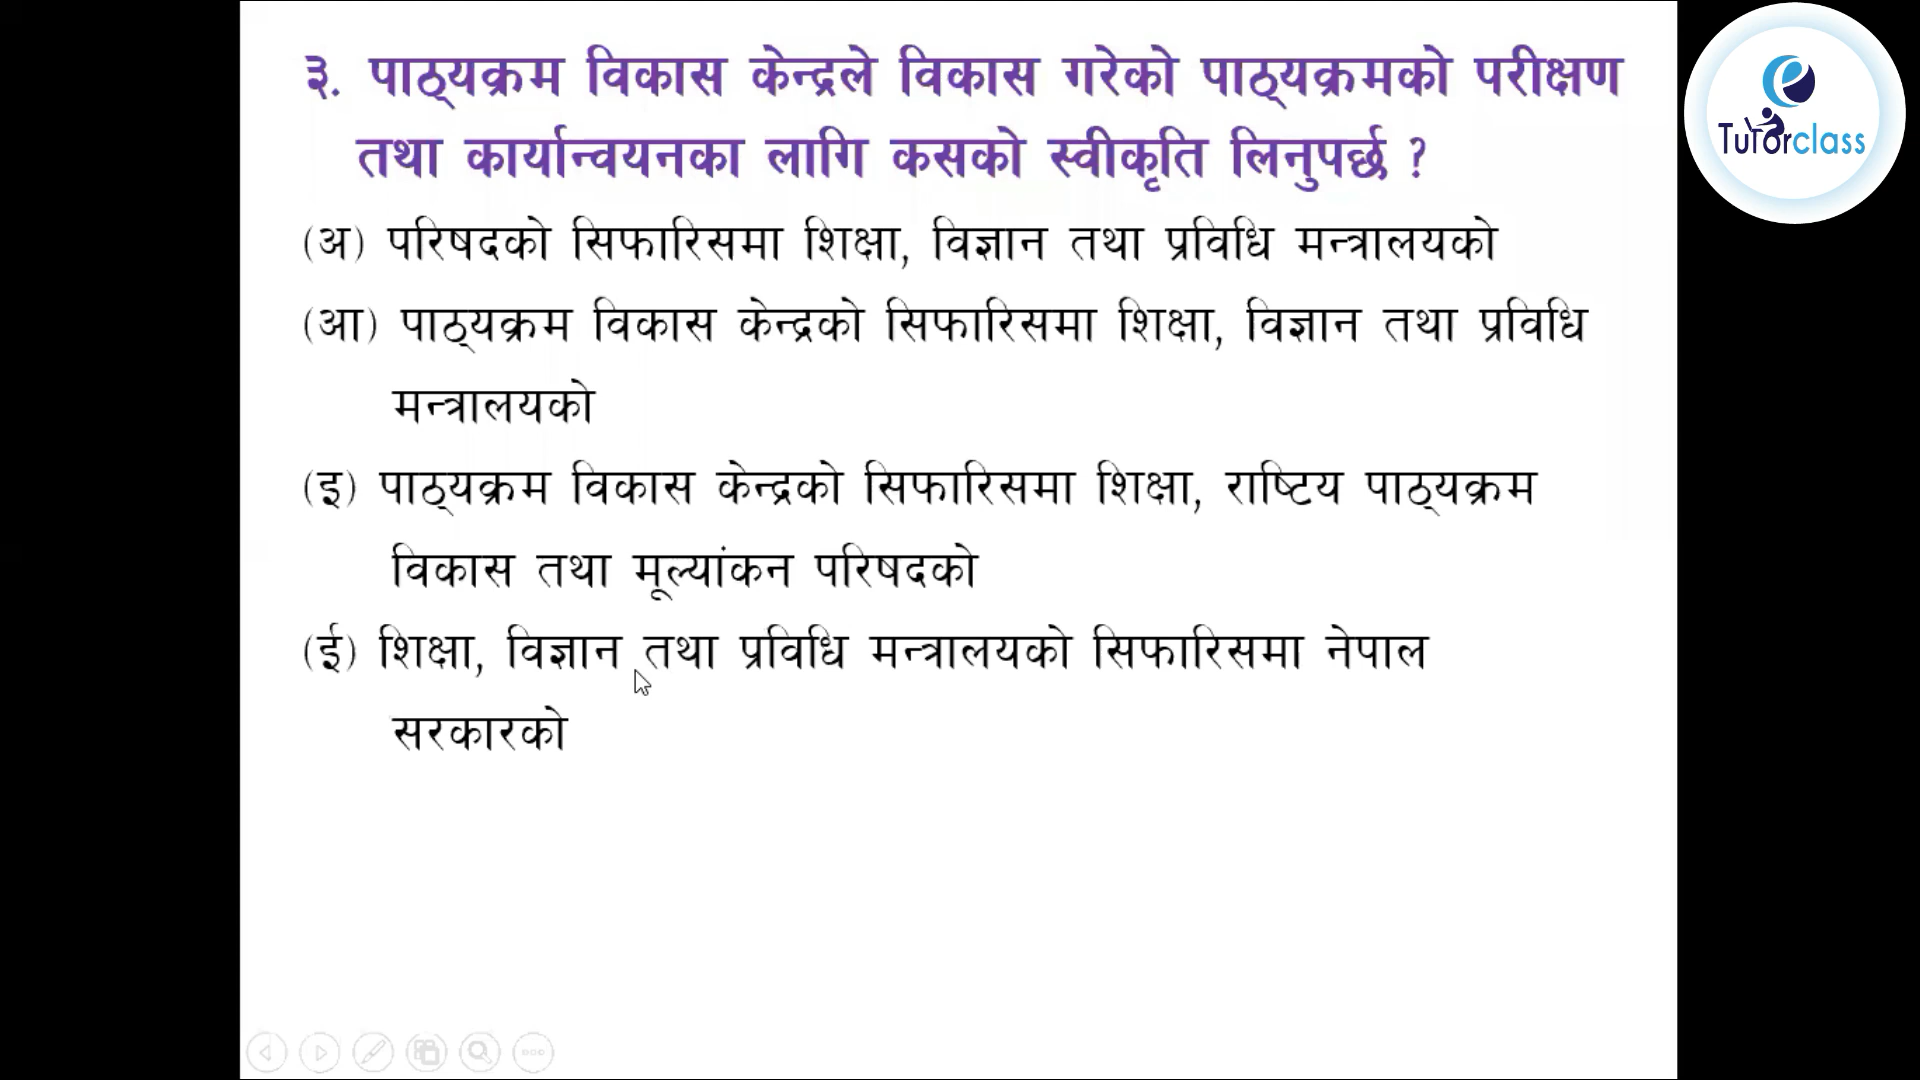 ३. पाठ्यक्रम विकास केन्द्रले विकास गरेको पाठ्यक्रमको परीक्षण
तथा कार्यान्वयनका लागि कसको स्वीकृति लिनुपर्छ ?
(अ) परिषदको सिफारिसमा शिक्षा, विज्ञान तथा प्रविधि मन्त्रालयको
(आ) पाठ्यक्रम विकास केन्द्रको सिफारिसमा शिक्षा, विज्ञान तथा प्रविधि
मन्त्रालयको
(इ) पाठ्यक्रम विकास केन्द्रको सिफारिसमा शिक्षा, राष्टिय पाठ्यक्रम
विकास तथा मूल्यांकन परिषदको
(ई) शिक्षा, विज्ञान तथा प्रविधि मन्त्रालयको सिफारिसमा नेपाल
सरकारको
e
Tutorclass